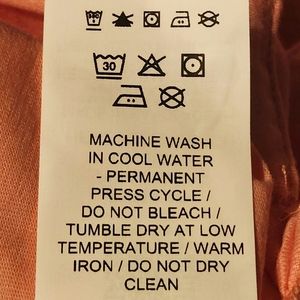 30
MACHINE WASH
IN COOL WATER
- PERMANENT
PRESS CYCLE /
DO NOT BLEACH /
TUMBLE DRY AT LOW
TEMPERATURE / WARM
IRON / DO NOT DRY
CLEAN